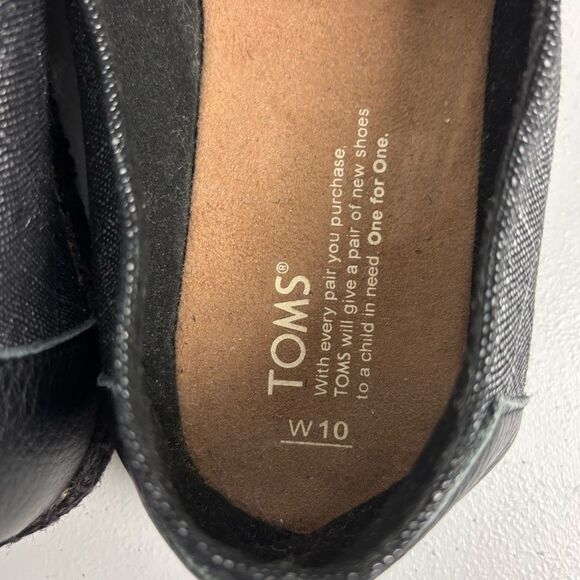 TOMS®
With every pair you purchase,
TOMS will give a pair of new shoes
to a child in need. One for One.
W 10